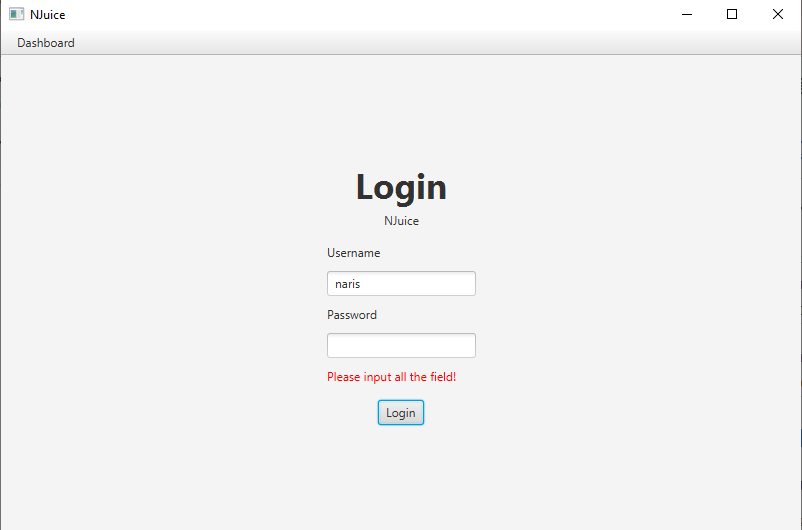 NJuice
Dashboard
Login
NJuice
Username
naris
Password
Please input all the field!
Login